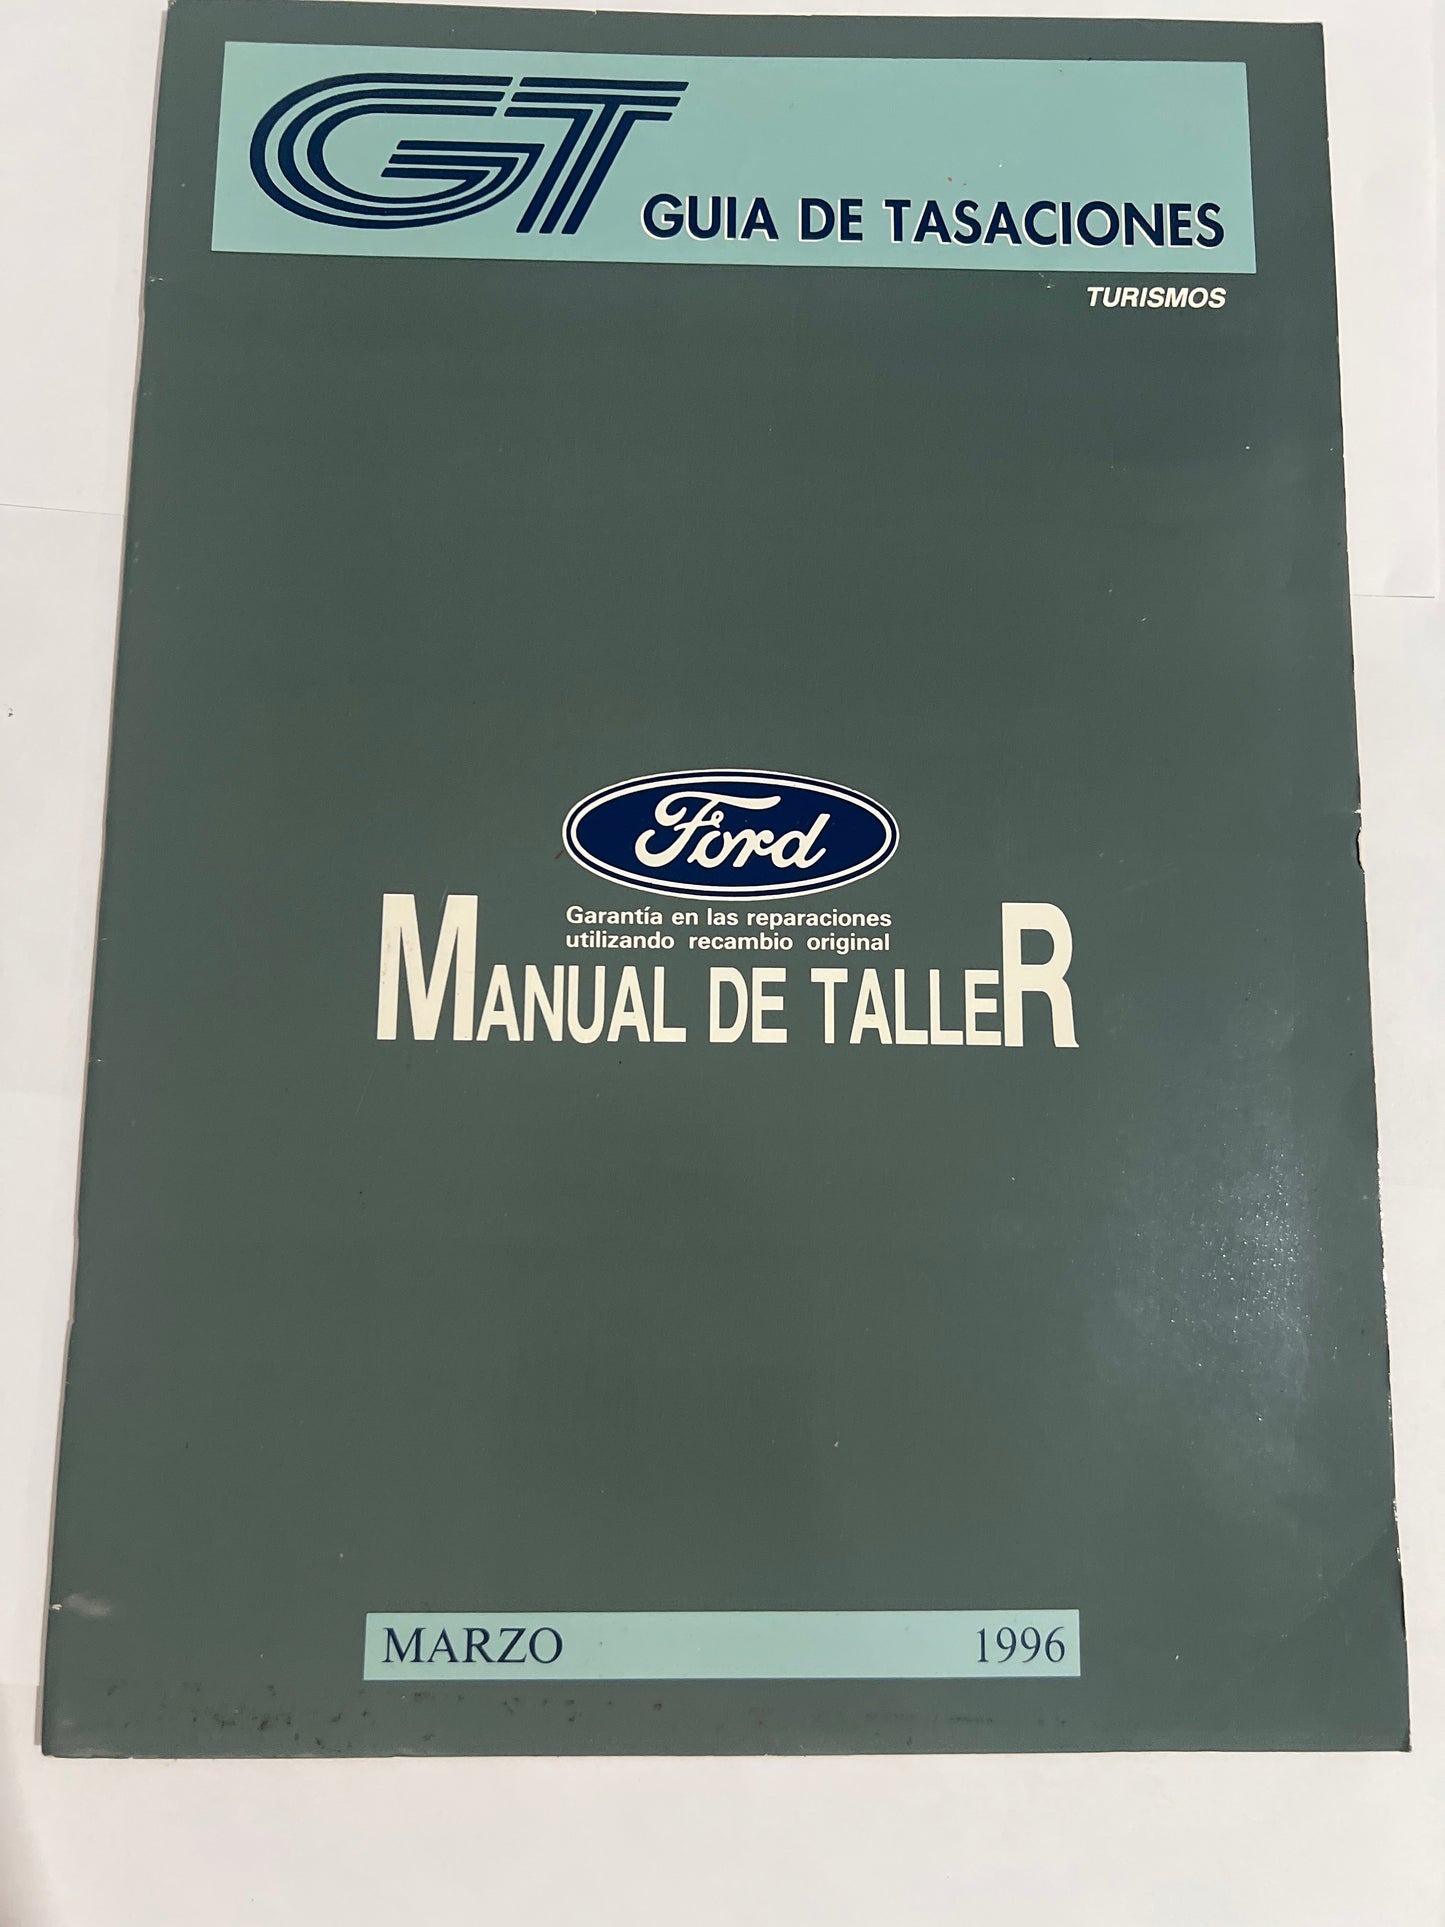 GT GUIA DE TASACIONES
TURISMOS
Ford
Garantía en las reparaciones
utilizando recambio original
MANUAL DE TALLER
MARZO 1996